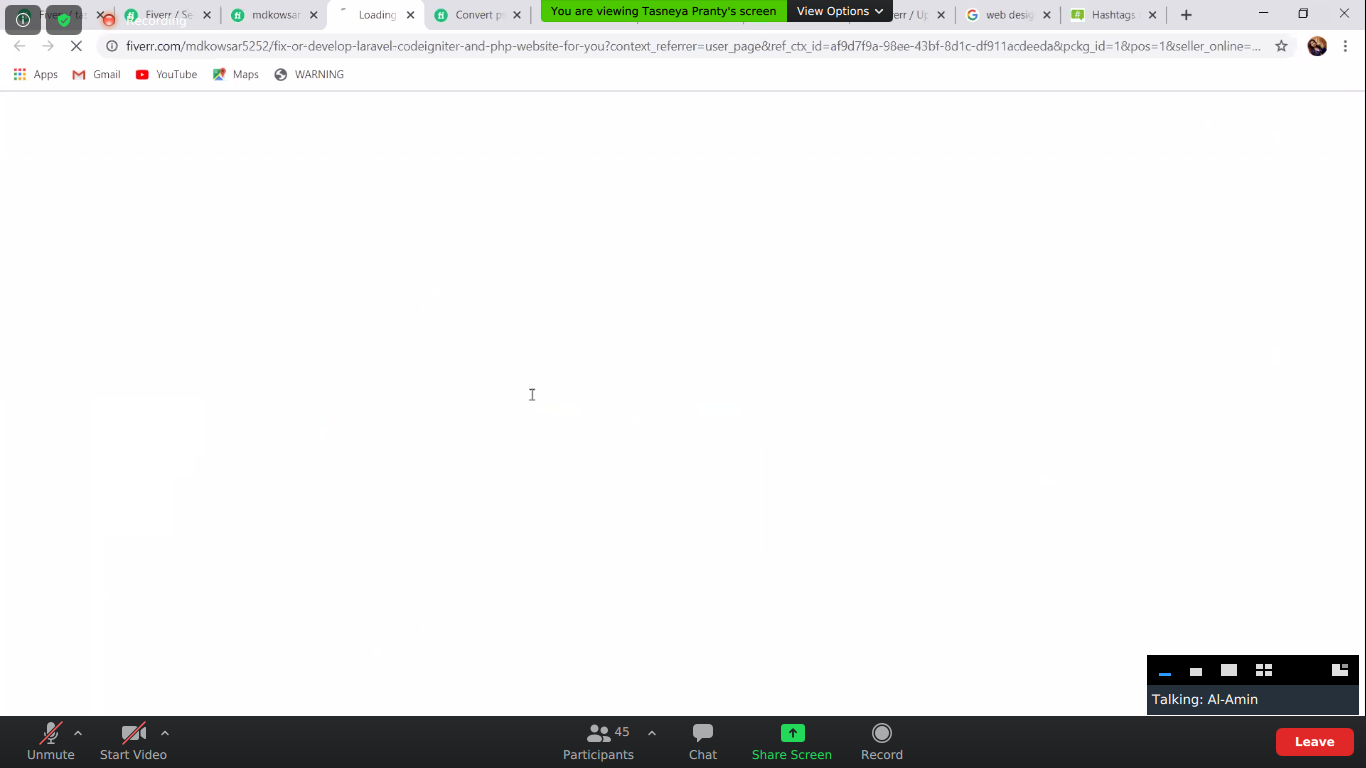 Fiverr / ta
Fiverr / Se
mdkowsar
Loading
Convert p
You are viewing Tasneya Pranty's screen
View Options
err / Up
web desig
Hashtags
Recording
fiverr.com/mdkowsar5252/fix-or-develop-laravel-codeigniter-and-php-website-for-you?context_referrer=user_page&ref_ctx_id=af9d7f9a-98ee-43bf-8d1c-df911acdeeda&pckg_id=1&pos=1&seller_online=...
Apps
Gmail
YouTube
Maps
WARNING
Talking: Al-Amin
Unmute
Start Video
45
Participants
Chat
Share Screen
Record
Leave